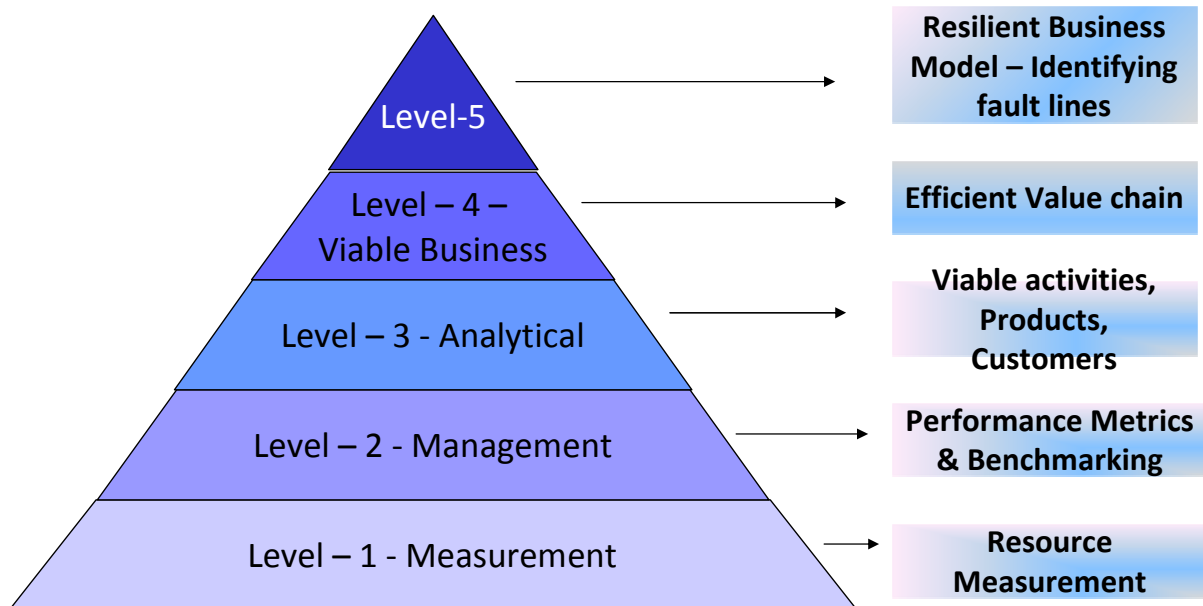 Level-5
Resilient Business
Model – Identifying
fault lines
Level – 4 –
Viable Business
Efficient Value chain
Level – 3 - Analytical
Viable activities,
Products,
Customers
Level – 2 - Management
Performance Metrics
& Benchmarking
Level – 1 - Measurement
Resource
Measurement